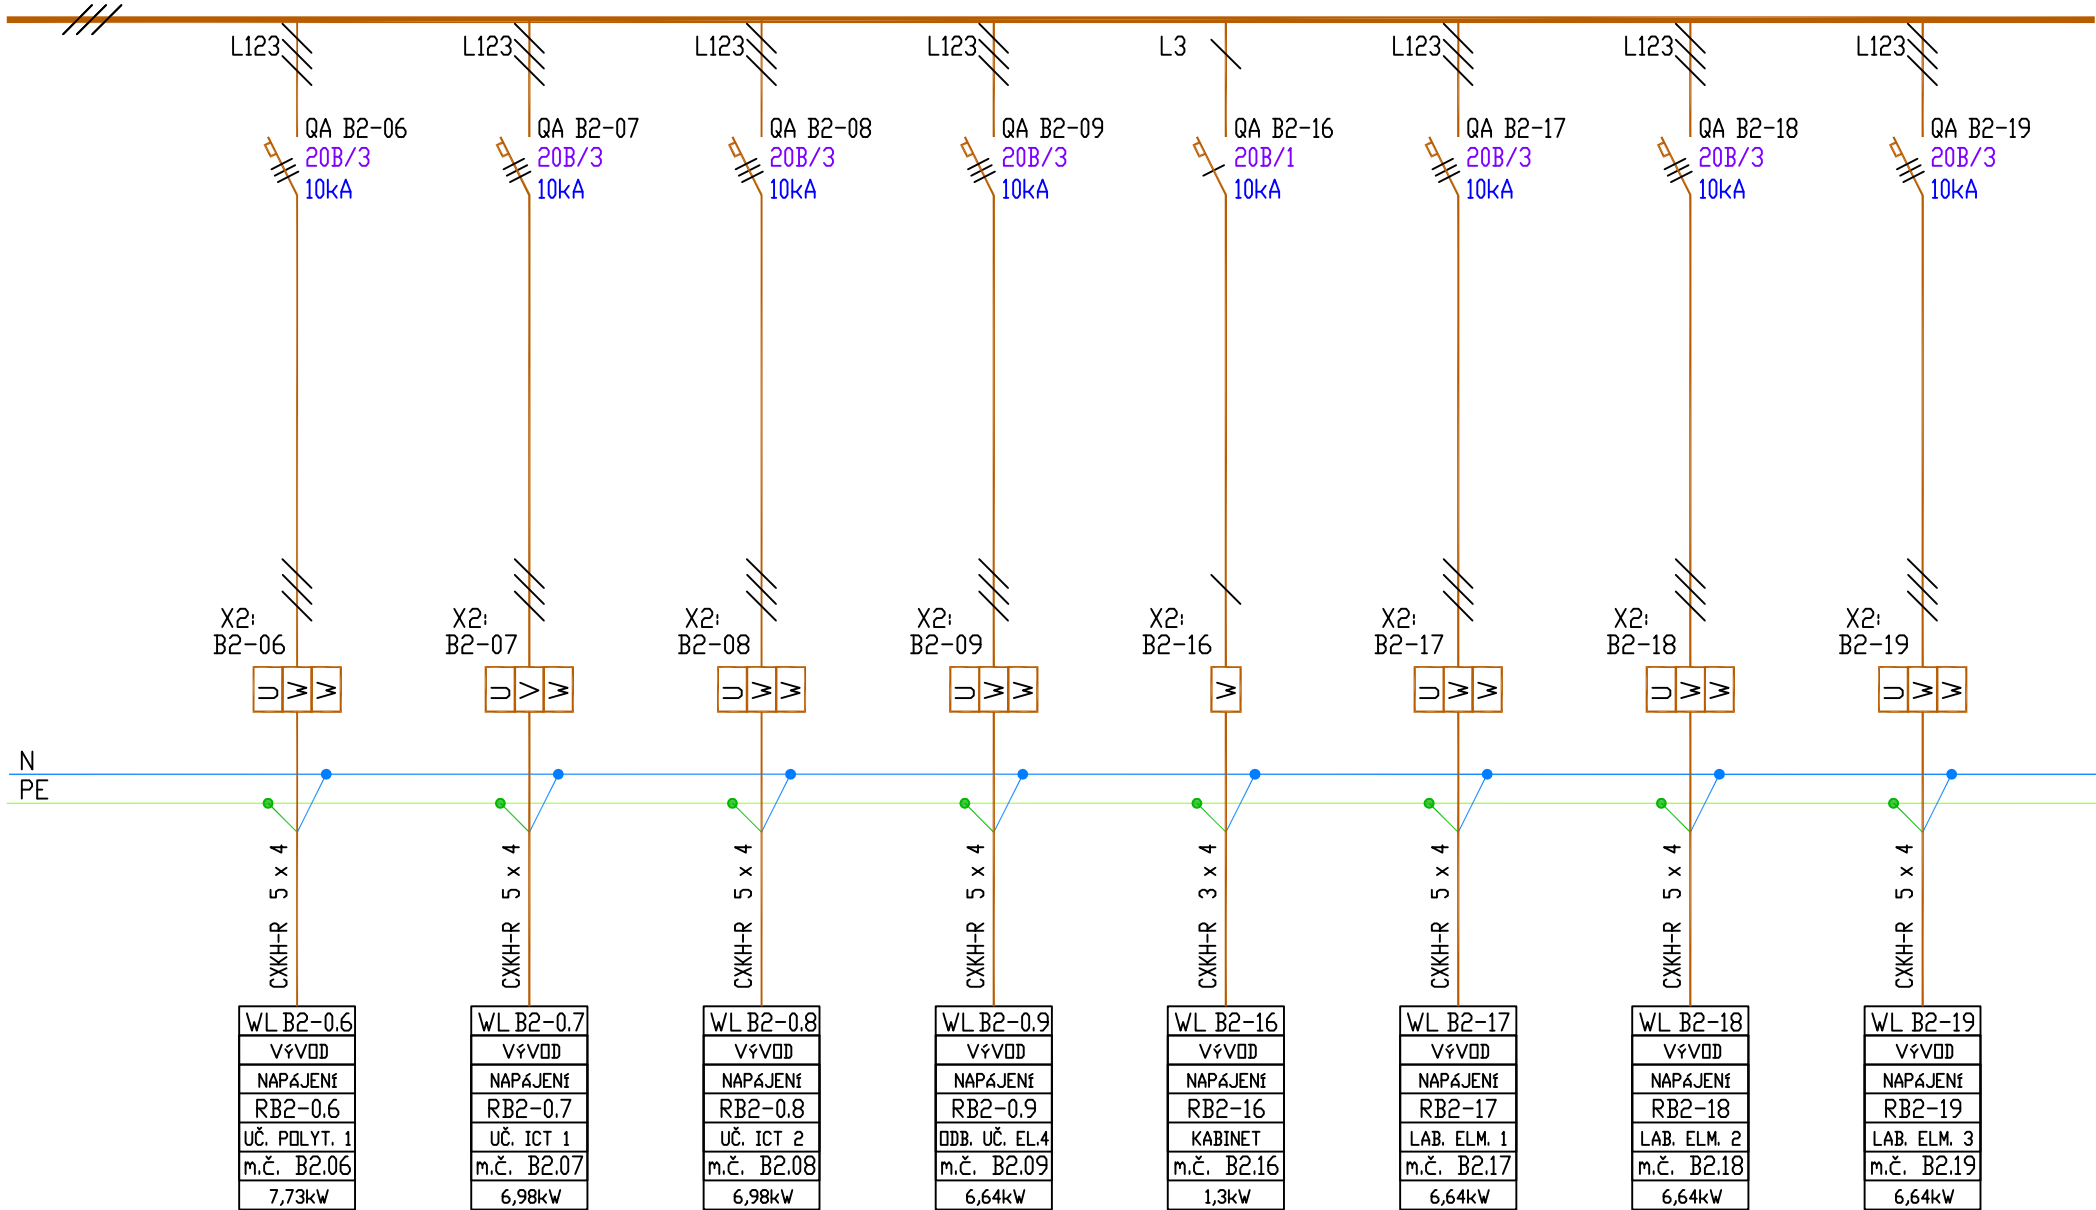 L123 L123 L123 L123 L3 L123 L123 L123
QA B2-06 QA B2-07 QA B2-08 QA B2-09 QA B2-16 QA B2-17 QA B2-18 QA B2-19
20B/3 20B/3 20B/3 20B/3 20B/1 20B/3 20B/3 20B/3
10kA 10kA 10kA 10kA 10kA 10kA 10kA 10kA
X2: X2: X2: X2: X2: X2: X2: X2:
B2-06 B2-07 B2-08 B2-09 B2-16 B2-17 B2-18 B2-19
U W W U V W U W W U W W W U W W U W W U W W
N
PE
CXKH-R 5 x 4 CXKH-R 5 x 4 CXKH-R 5 x 4 CXKH-R 5 x 4 CXKH-R 3 x 4 CXKH-R 5 x 4 CXKH-R 5 x 4 CXKH-R 5 x 4
WL B2-0.6 WL B2-0.7 WL B2-0.8 WL B2-0.9 WL B2-16 WL B2-17 WL B2-18 WL B2-19
VÝVOD VÝVOD VÝVOD VÝVOD VÝVOD VÝVOD VÝVOD VÝVOD
NAPÁJENÍ NAPÁJENÍ NAPÁJENÍ NAPÁJENÍ NAPÁJENÍ NAPÁJENÍ NAPÁJENÍ NAPÁJENÍ
RB2-0.6 RB2-0.7 RB2-0.8 RB2-0.9 RB2-16 RB2-17 RB2-18 RB2-19
UČ. POLYT. 1 UČ. ICT 1 UČ. ICT 2 ODB. UČ. EL.4 KABINET LAB. ELM. 1 LAB. ELM. 2 LAB. ELM. 3
m.č. B2.06 m.č. B2.07 m.č. B2.08 m.č. B2.09 m.č. B2.16 m.č. B2.17 m.č. B2.18 m.č. B2.19
7,73kW 6,98kW 6,98kW 6,64kW 1,3kW 6,64kW 6,64kW 6,64kW